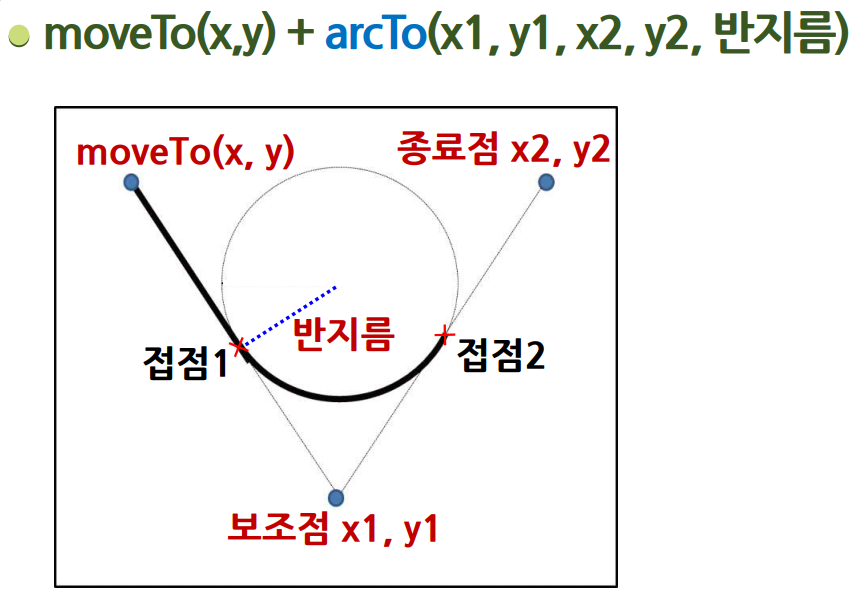 moveTo(x,y) + arcTo(x1, y1, x2, y2, 반지름)
moveTo(x, y)
종료점 x2, y2
반지름
접점1
접점2
보조점 x1, y1